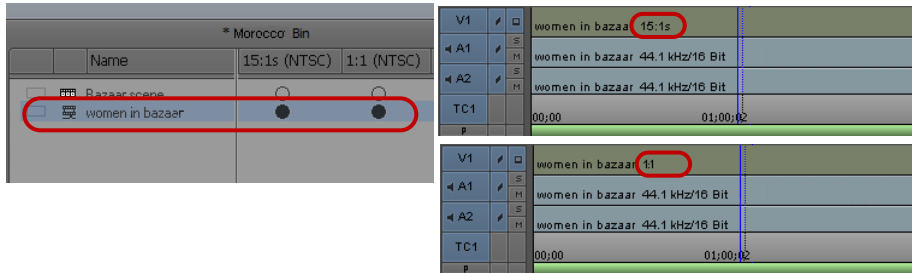 * Morocco Bin
Name 15:1s (NTSC) 1:1 (NTSC)
Bazaar scene
women in bazaar
V1 women in bazaar 15:1s
S
A1 women in bazaar 44.1 kHz/16 Bit
M
S
A2 women in bazaar 44.1 kHz/16 Bit
M
TC1
00;00 01;00;02
P
V1 women in bazaar 1:1
S
A1 women in bazaar 44.1 kHz/16 Bit
M
S
A2 women in bazaar 44.1 kHz/16 Bit
M
TC1
00;00 01;00;02
P